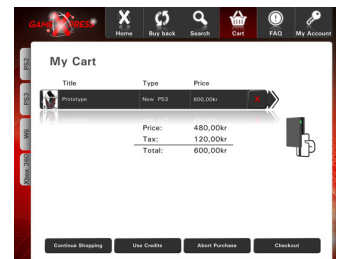 GAME XPRESS
Home
Buy back
Search
Cart
FAQ
My Account
PS2
PS3
Wii
Xbox 360
My Cart
Title Type Price
Prototype New PS3 600,00kr
Price: 480,00kr
Tax: 120,00kr
Total: 600,00kr
Continue Shopping
Use Credits
Abort Purchase
Checkout